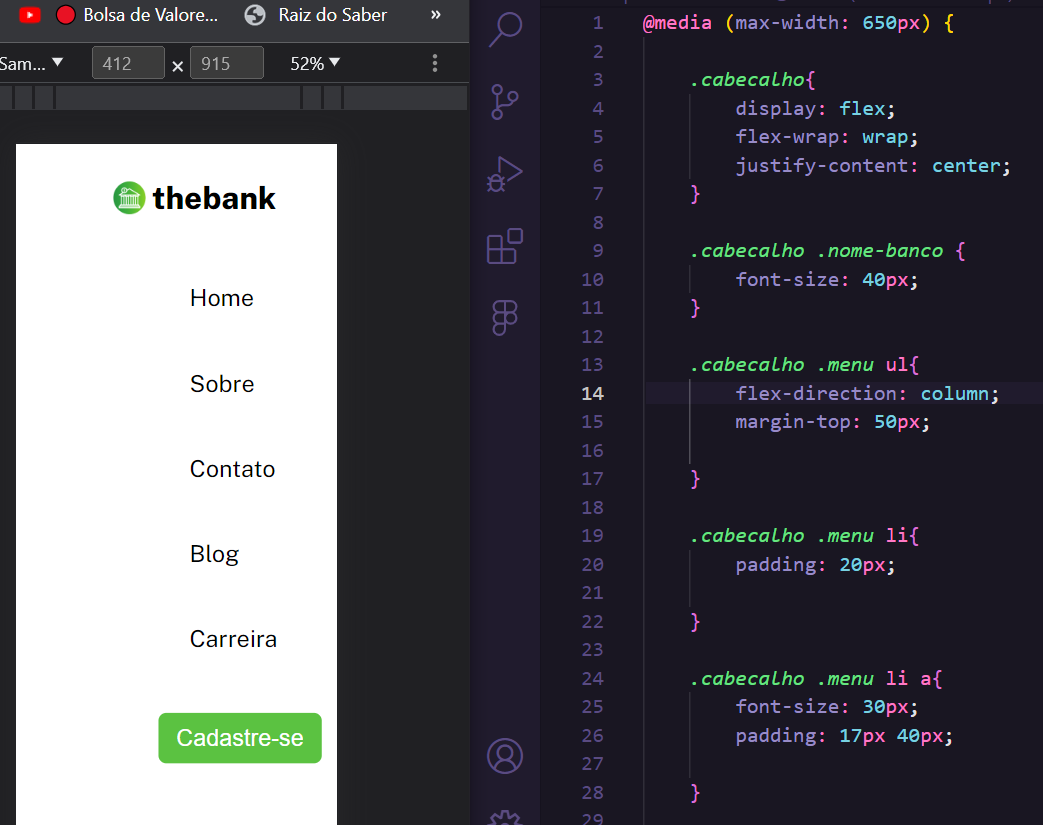 Bolsa de Valore... Raiz do Saber »
Sam... ▼ 412 × 915 52% ▼
thebank
Home
Sobre
Contato
Blog
Carreira
Cadastre-se
1 @media (max-width: 650px) {
2
3 .cabecalho{
4 display: flex;
5 flex-wrap: wrap;
6 justify-content: center;
7 }
8
9 .cabecalho .nome-banco {
10 font-size: 40px;
11 }
12
13 .cabecalho .menu ul{
14 flex-direction: column;
15 margin-top: 50px;
16
17 }
18
19 .cabecalho .menu li{
20 padding: 20px;
21
22 }
23
24 .cabecalho .menu li a{
25 font-size: 30px;
26 padding: 17px 40px;
27
28 }
29